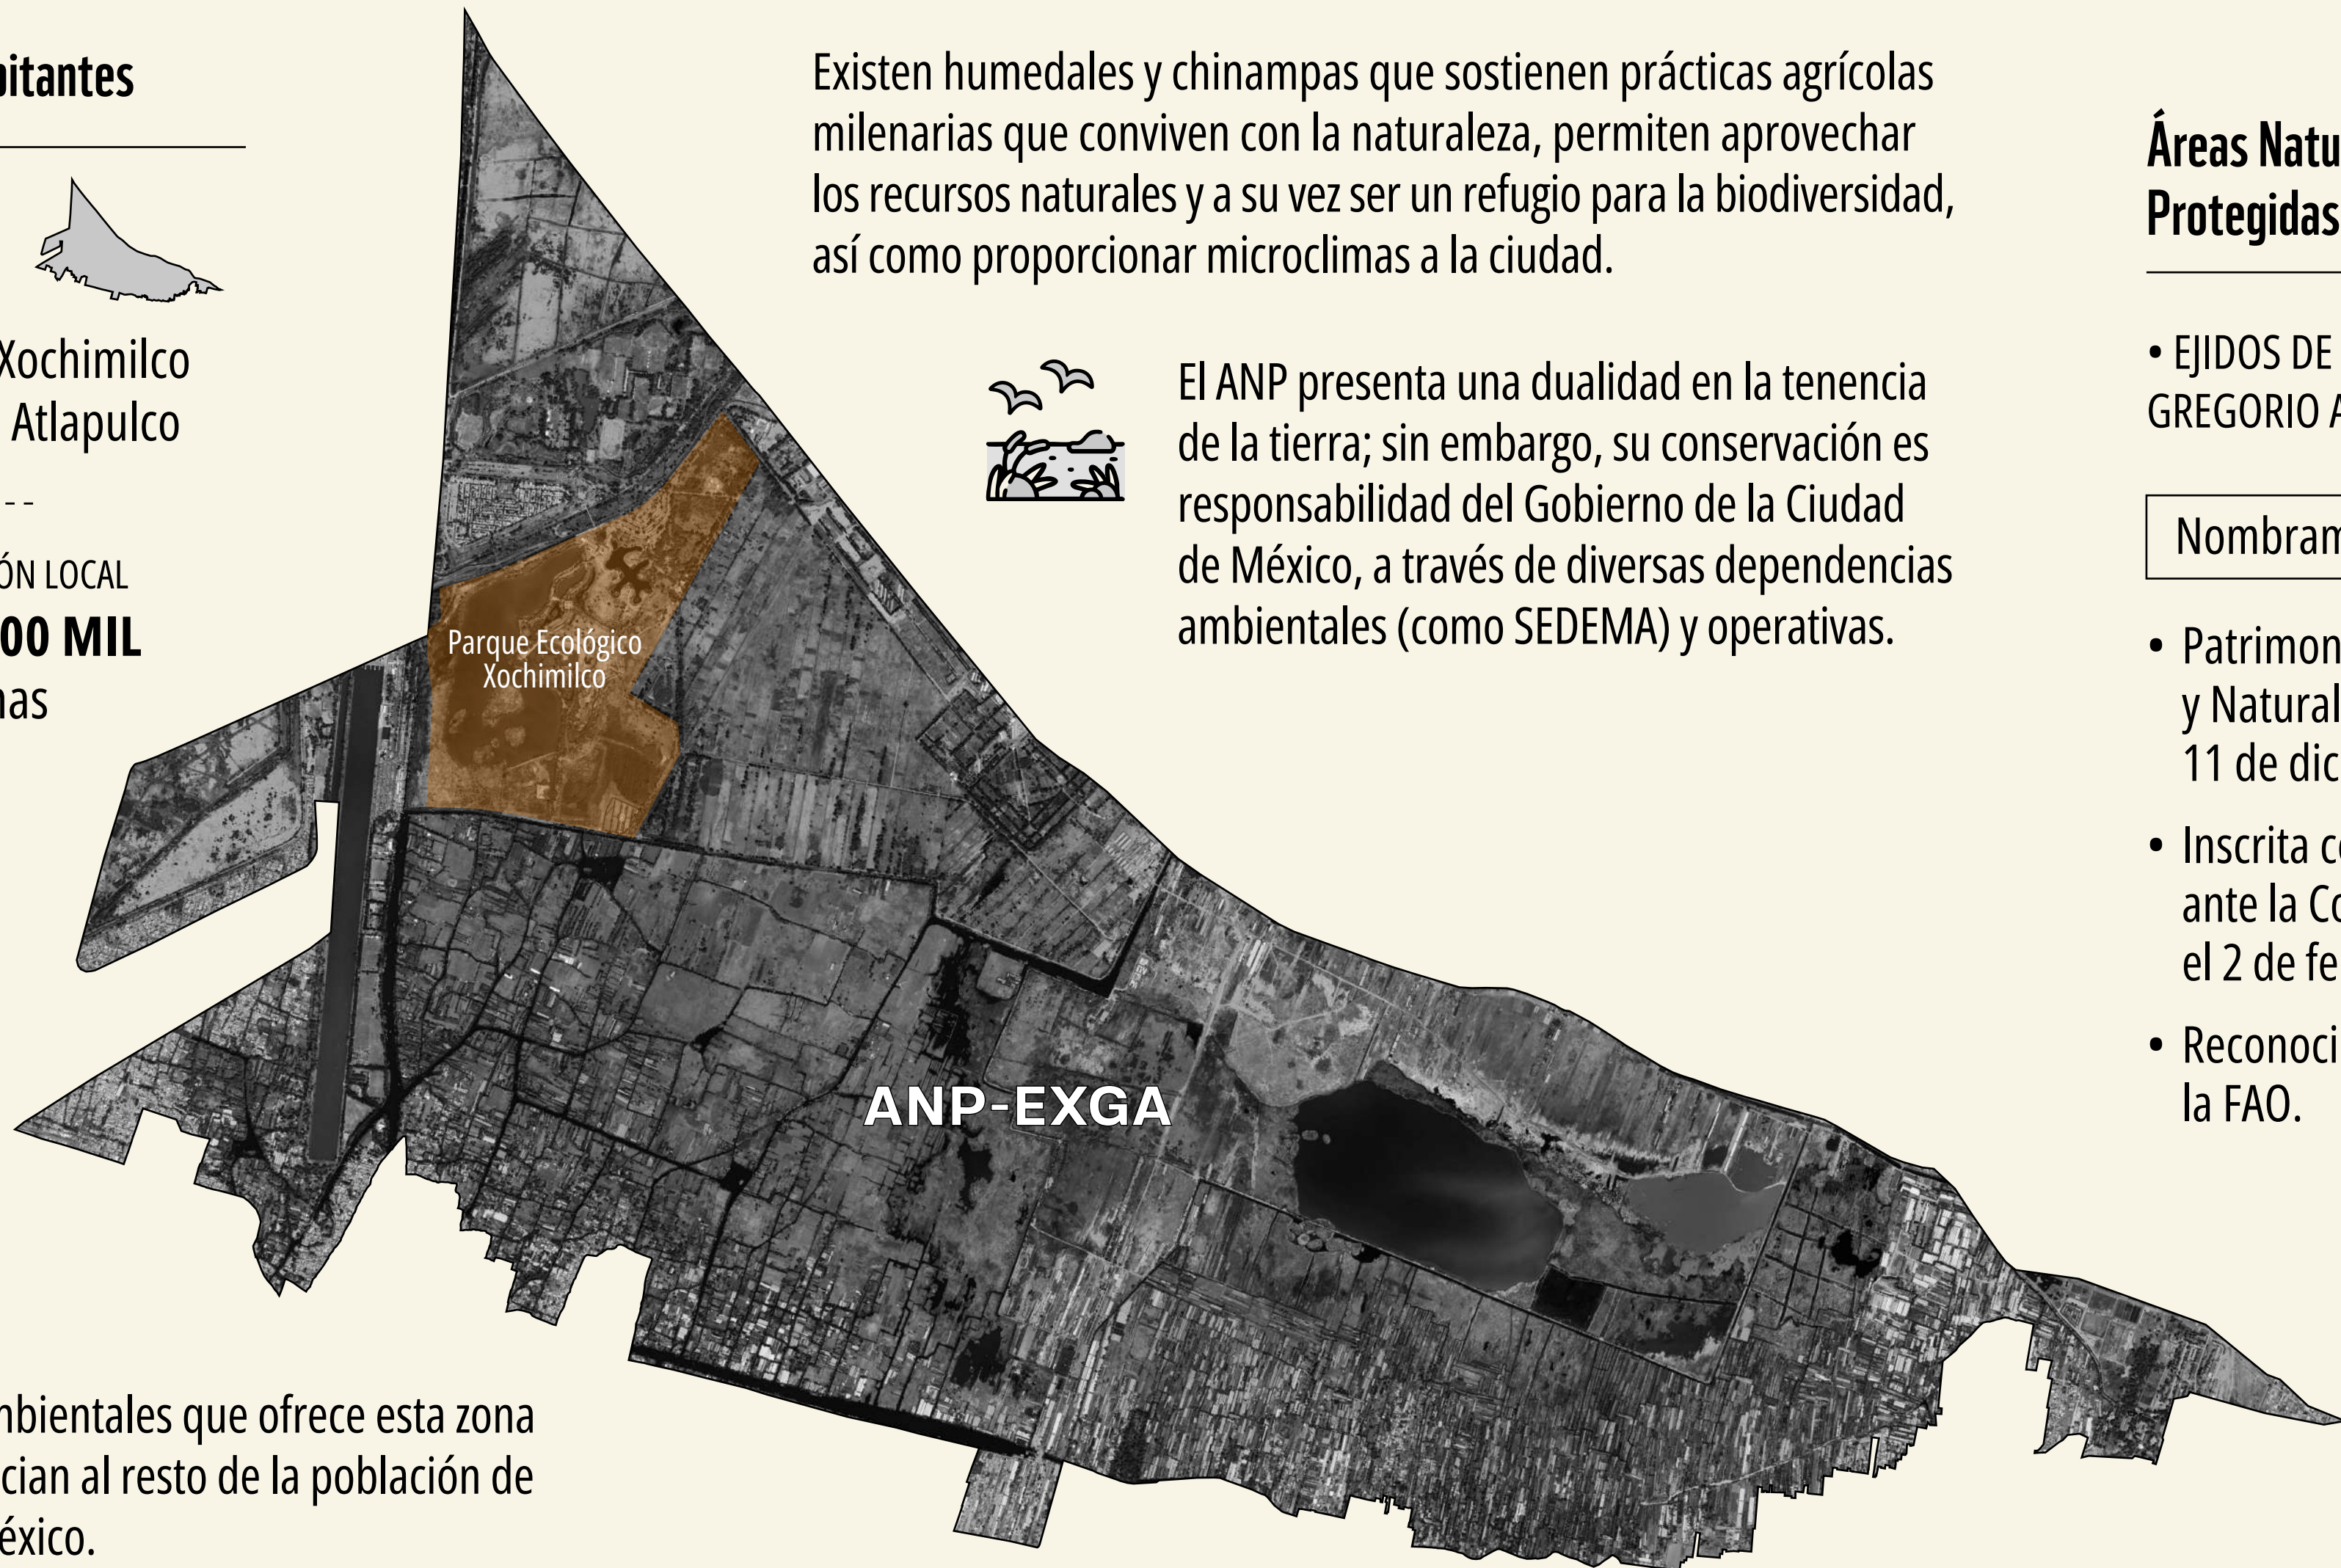 bitantes
Xochimilco
Atlapulco
ÓN LOCAL
00 MIL
nas
Existen humedales y chinampas que sostienen prácticas agrícolas
milenarias que conviven con la naturaleza, permiten aprovechar
los recursos naturales y a su vez ser un refugio para la biodiversidad,
así como proporcionar microclimas a la ciudad.
El ANP presenta una dualidad en la tenencia
de la tierra; sin embargo, su conservación es
responsabilidad del Gobierno de la Ciudad
de México, a través de diversas dependencias
ambientales (como SEDEMA) y operativas.
Parque Ecológico
Xochimilco
ANP-EXGA
mbientales que ofrece esta zona
cian al resto de la población de
éxico.
Áreas Natu
Protegidas
• EJIDOS DE
GREGORIO A
Nombram
• Patrimon
y Natural
11 de dic
• Inscrita co
ante la Co
el 2 de fe
• Reconoci
la FAO.